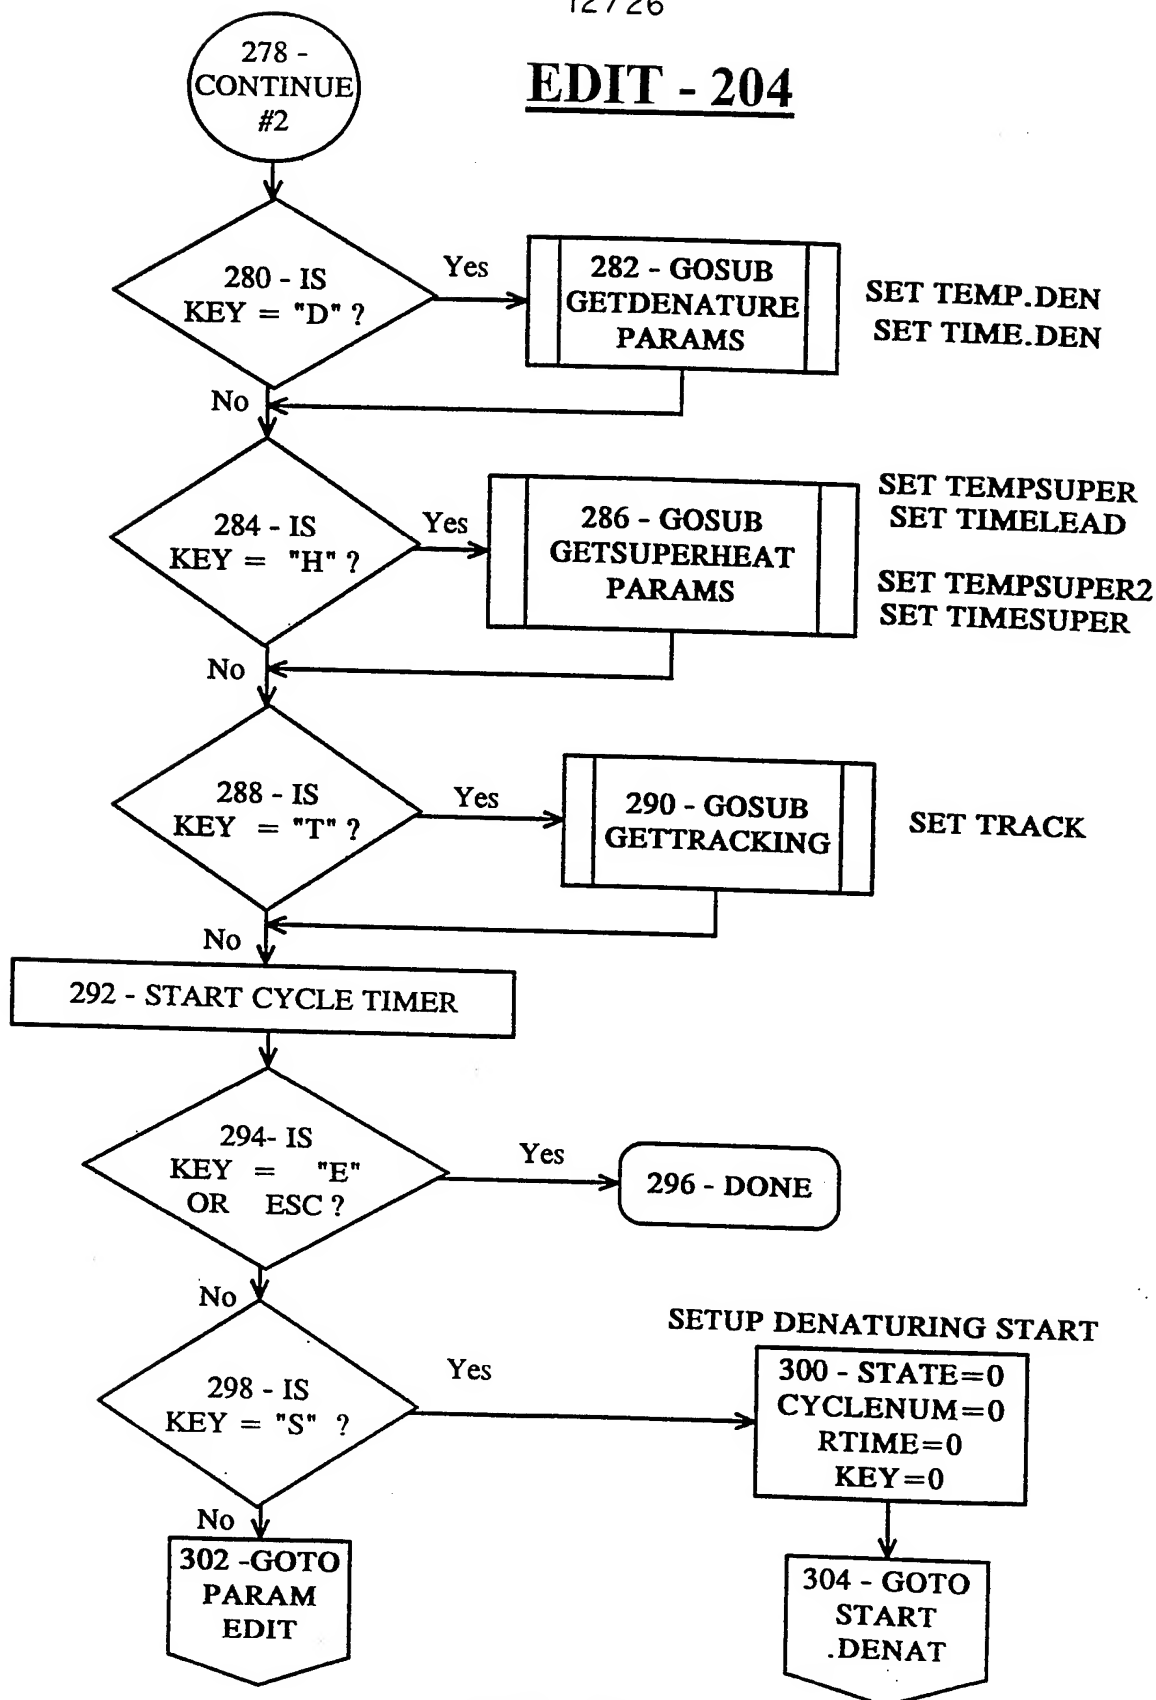 12/26
EDIT - 204
278 -
CONTINUE
#2
280 - IS
KEY = "D" ?
Yes
282 - GOSUB
GETDENATURE
PARAMS
SET TEMP.DEN
SET TIME.DEN
No
284 - IS
KEY = "H" ?
Yes
286 - GOSUB
GETSUPERHEAT
PARAMS
SET TEMPSUPER
SET TIMELEAD
SET TEMPSUPER2
SET TIMESUPER
No
288 - IS
KEY = "T" ?
Yes
290 - GOSUB
GETTRACKING
SET TRACK
No
292 - START CYCLE TIMER
294- IS
KEY = "E"
OR ESC ?
Yes
296 - DONE
No
298 - IS
KEY = "S" ?
Yes
SETUP DENATURING START
300 - STATE=0
CYCLENUM=0
RTIME=0
KEY=0
No
302 -GOTO
PARAM
EDIT
304 - GOTO
START
.DENAT